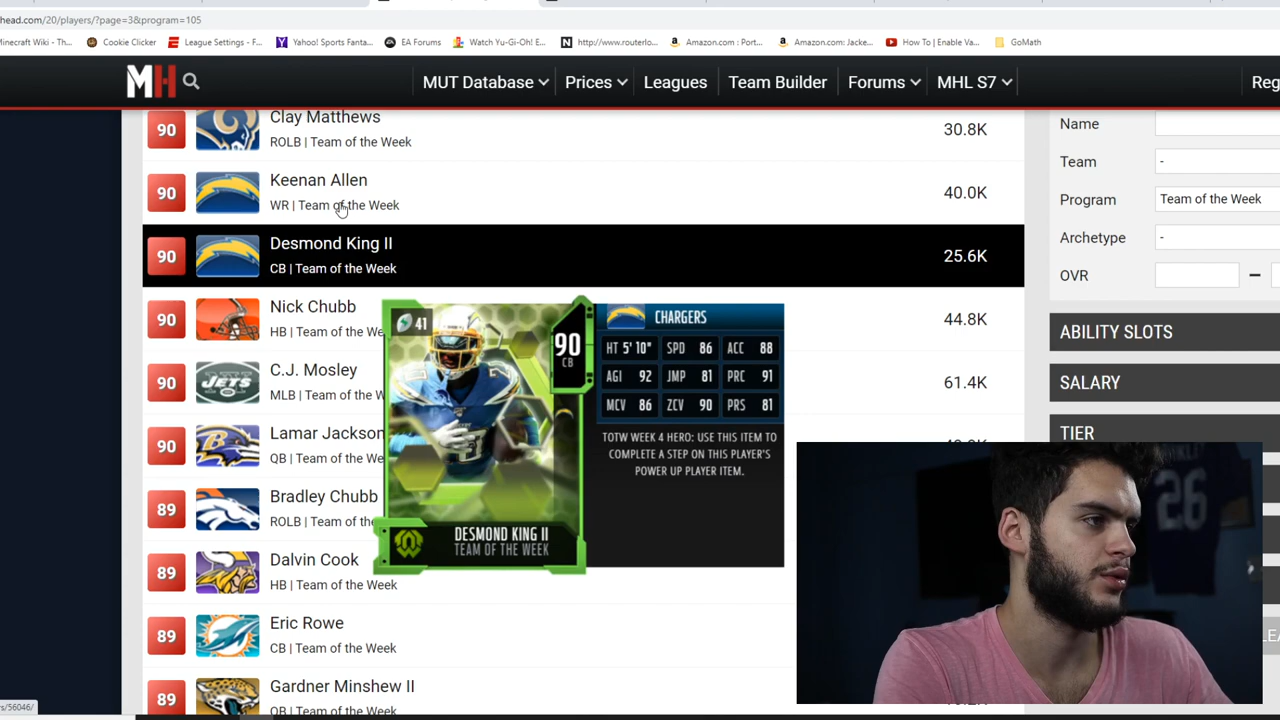 head.com/20/players/?page=3&program=105
Minecraft Wiki - Th... Cookie Clicker League Settings - F... Yahoo! Sports Fanta... EA Forums Watch Yu-Gi-Oh! E... http://www.routerlo... Amazon.com : Port... Amazon.com: Jacke... How To | Enable Va... GoMath
MH MUT Database Prices Leagues Team Builder Forums MHL S7 Reg
90 Clay Matthews 30.8K
ROLB | Team of the Week
90 Keenan Allen 40.0K
WR | Team of the Week
90 Desmond King II 25.6K
CB | Team of the Week
90 Nick Chubb 44.8K
HB | Team of the We
90 C.J. Mosley 61.4K
MLB | Team of the W
90 Lamar Jackson
QB | Team of the We
89 Bradley Chubb
ROLB | Team of the
89 Dalvin Cook
HB | Team of the Week
89 Eric Rowe
CB | Team of the Week
89 Gardner Minshew II
QB | Team of the Week
41
90
CB
DESMOND KING II
TEAM OF THE WEEK
CHARGERS
HT 5' 10" SPD 86 ACC 88
AGI 92 JMP 81 PRC 91
MCV 86 ZCV 90 PRS 81
TOTW WEEK 4 HERO: USE THIS ITEM TO
COMPLETE A STEP ON THIS PLAYER'S
POWER UP PLAYER ITEM.
Name
Team -
Program Team of the Week
Archetype -
OVR –
ABILITY SLOTS
SALARY
TIER
26
s/56046/